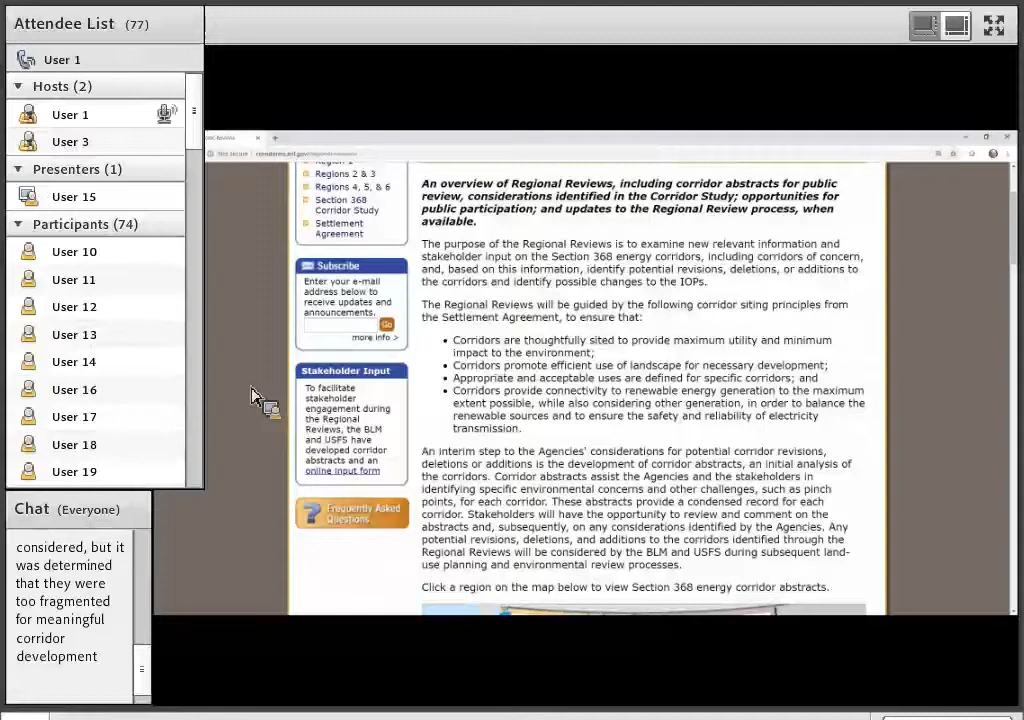 Attendee List (77)
User 1
Hosts (2)
User 1
User 3
Presenters (1)
User 15
Participants (74)
User 10
User 11
User 12
User 13
User 14
User 16
User 17
User 18
User 19
Chat (Everyone)
considered, but it
was determined
that they were
too fragmented
for meaningful
corridor
development
Regions 2 & 3
Regions 4, 5, & 6
Section 368
Corridor Study
Settlement
Agreement
Subscribe
Enter your e-mail
address below to
receive updates and
announcements.
Go
more info >
Stakeholder Input
To facilitate
stakeholder
engagement during
the Regional
Reviews, the BLM
and USFS have
developed corridor
abstracts and an
online input form
Frequently Asked
Questions
An overview of Regional Reviews, including corridor abstracts for public
review, considerations identified in the Corridor Study; opportunities for
public participation; and updates to the Regional Review process, when
available.
The purpose of the Regional Reviews is to examine new relevant information and
stakeholder input on the Section 368 energy corridors, including corridors of concern,
and, based on this information, identify potential revisions, deletions, or additions to
the corridors and identify possible changes to the IOPs.
The Regional Reviews will be guided by the following corridor siting principles from
the Settlement Agreement, to ensure that:
• Corridors are thoughtfully sited to provide maximum utility and minimum
impact to the environment;
• Corridors promote efficient use of landscape for necessary development;
• Appropriate and acceptable uses are defined for specific corridors; and
• Corridors provide connectivity to renewable energy generation to the maximum
extent possible, while also considering other generation, in order to balance the
renewable sources and to ensure the safety and reliability of electricity
transmission.
An interim step to the Agencies' considerations for potential corridor revisions,
deletions or additions is the development of corridor abstracts, an initial analysis of
the corridors. Corridor abstracts assist the Agencies and the stakeholders in
identifying specific environmental concerns and other challenges, such as pinch
points, for each corridor. These abstracts provide a condensed record for each
corridor. Stakeholders will have the opportunity to review and comment on the
abstracts and, subsequently, on any considerations identified by the Agencies. Any
potential revisions, deletions, and additions to the corridors identified through the
Regional Reviews will be considered by the BLM and USFS during subsequent land-
use planning and environmental review processes.
Click a region on the map below to view Section 368 energy corridor abstracts.